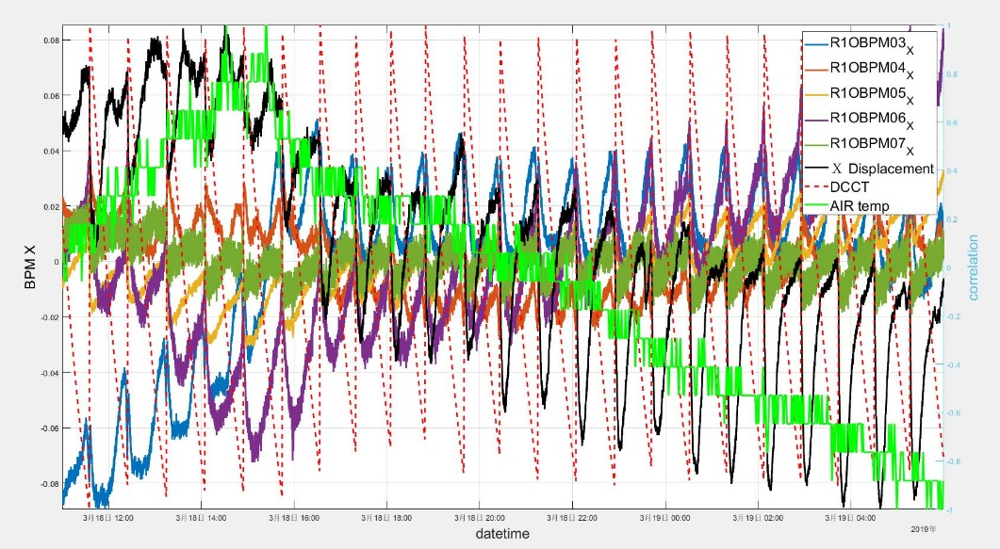 BPM X
0.08
0.06
0.04
0.02
0
-0.02
-0.04
-0.06
-0.08
1
0.8
0.6
0.4
0.2
0
-0.2
-0.4
-0.6
-0.8
-1
correlation
R1OBPM03X
R1OBPM04X
R1OBPM05X
R1OBPM06X
R1OBPM07X
X Displacement
DCCT
AIR temp
3月18日 12:00 3月18日 14:00 3月18日 16:00 3月18日 18:00 3月18日 20:00 3月18日 22:00 3月19日 00:00 3月19日 02:00 3月19日 04:00
2019年
datetime